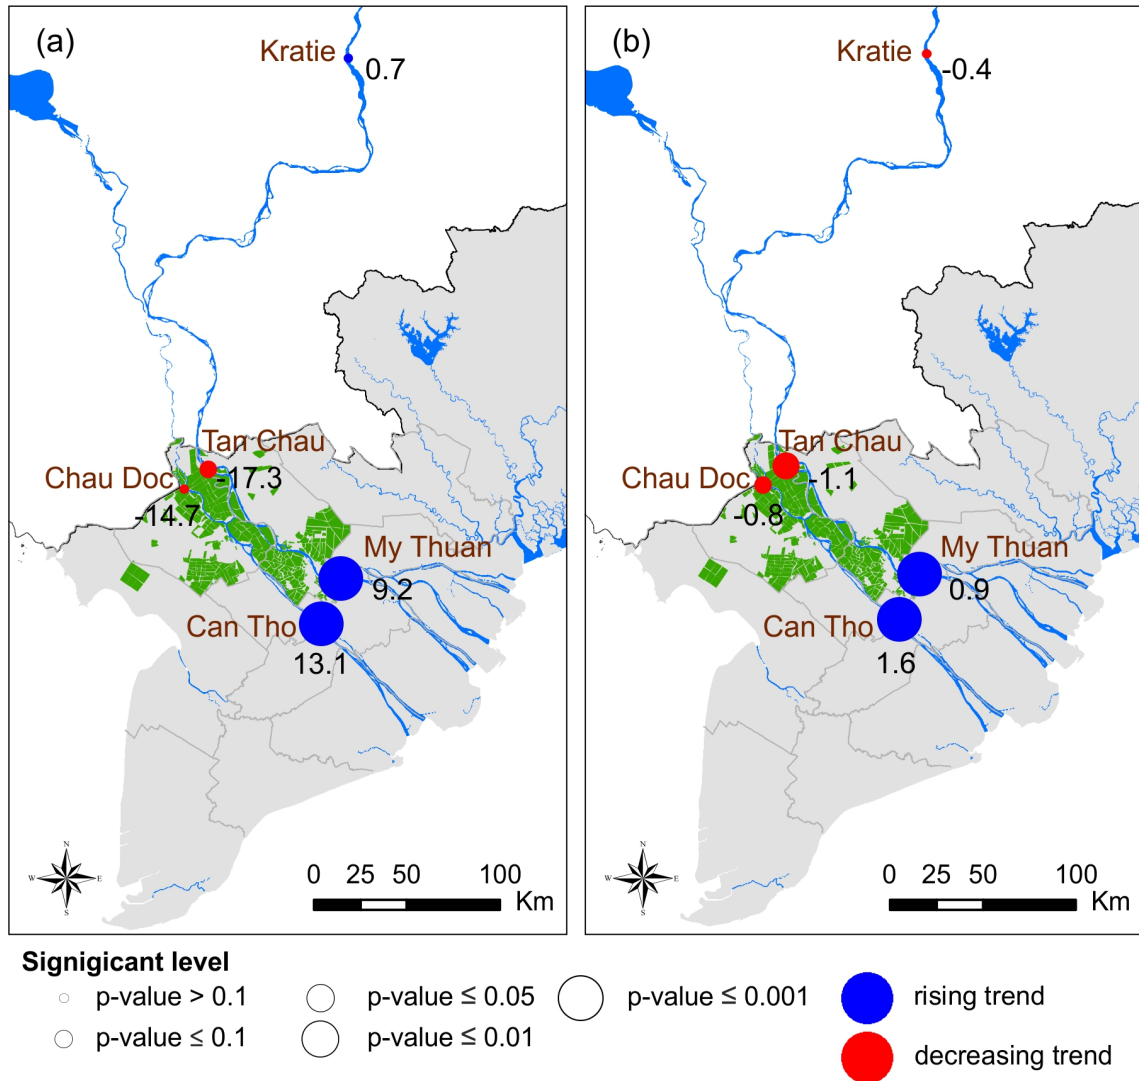 (a)
Kratie
0.7
Tan Chau
Chau Doc
-17.3
-14.7
My Thuan
9.2
Can Tho
13.1
N
W E
S
0 25 50 100
Km
(b)
Kratie
-0.4
Tan Chau
Chau Doc
-1.1
-0.8
My Thuan
0.9
Can Tho
1.6
N
W E
S
0 25 50 100
Km
Signigicant level
p-value > 0.1
p-value ≤ 0.05
p-value ≤ 0.001
rising trend
p-value ≤ 0.1
p-value ≤ 0.01
decreasing trend